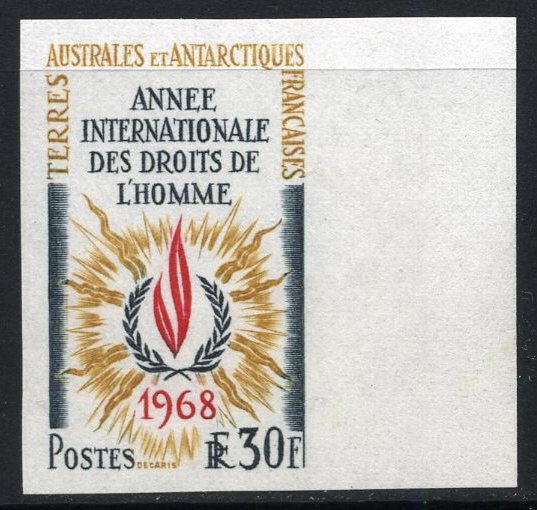 TERRES
AUSTRALES ET ANTARCTIQUES
FRANÇAISES
ANNEE
INTERNATIONALE
DES DROITS DE
L'HOMME
1968
POSTES DECARIS RF 30F